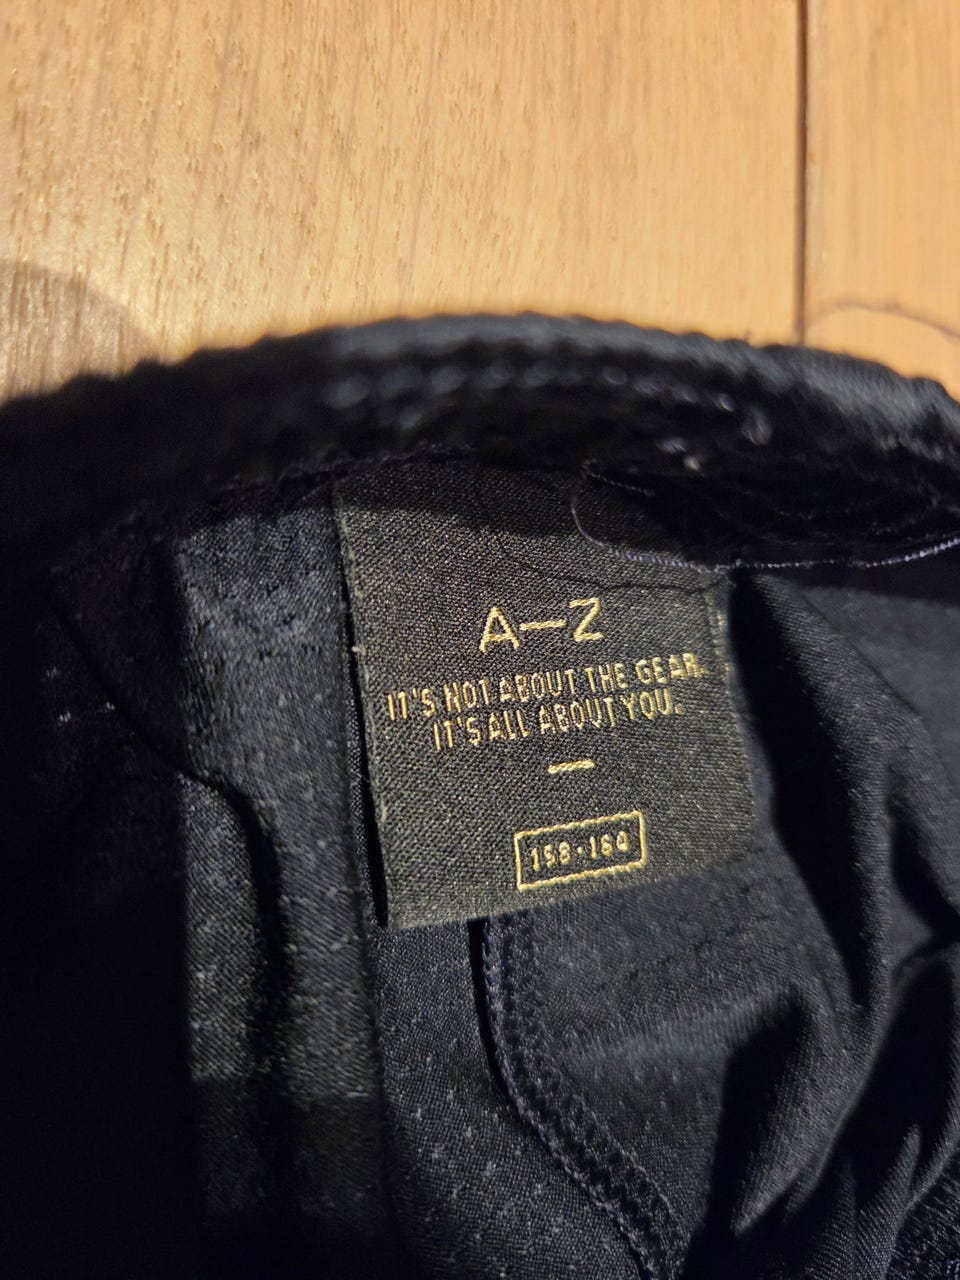 A–Z
IT'S NOT ABOUT THE GEAR.
IT'S ALL ABOUT YOU.
—
158-164